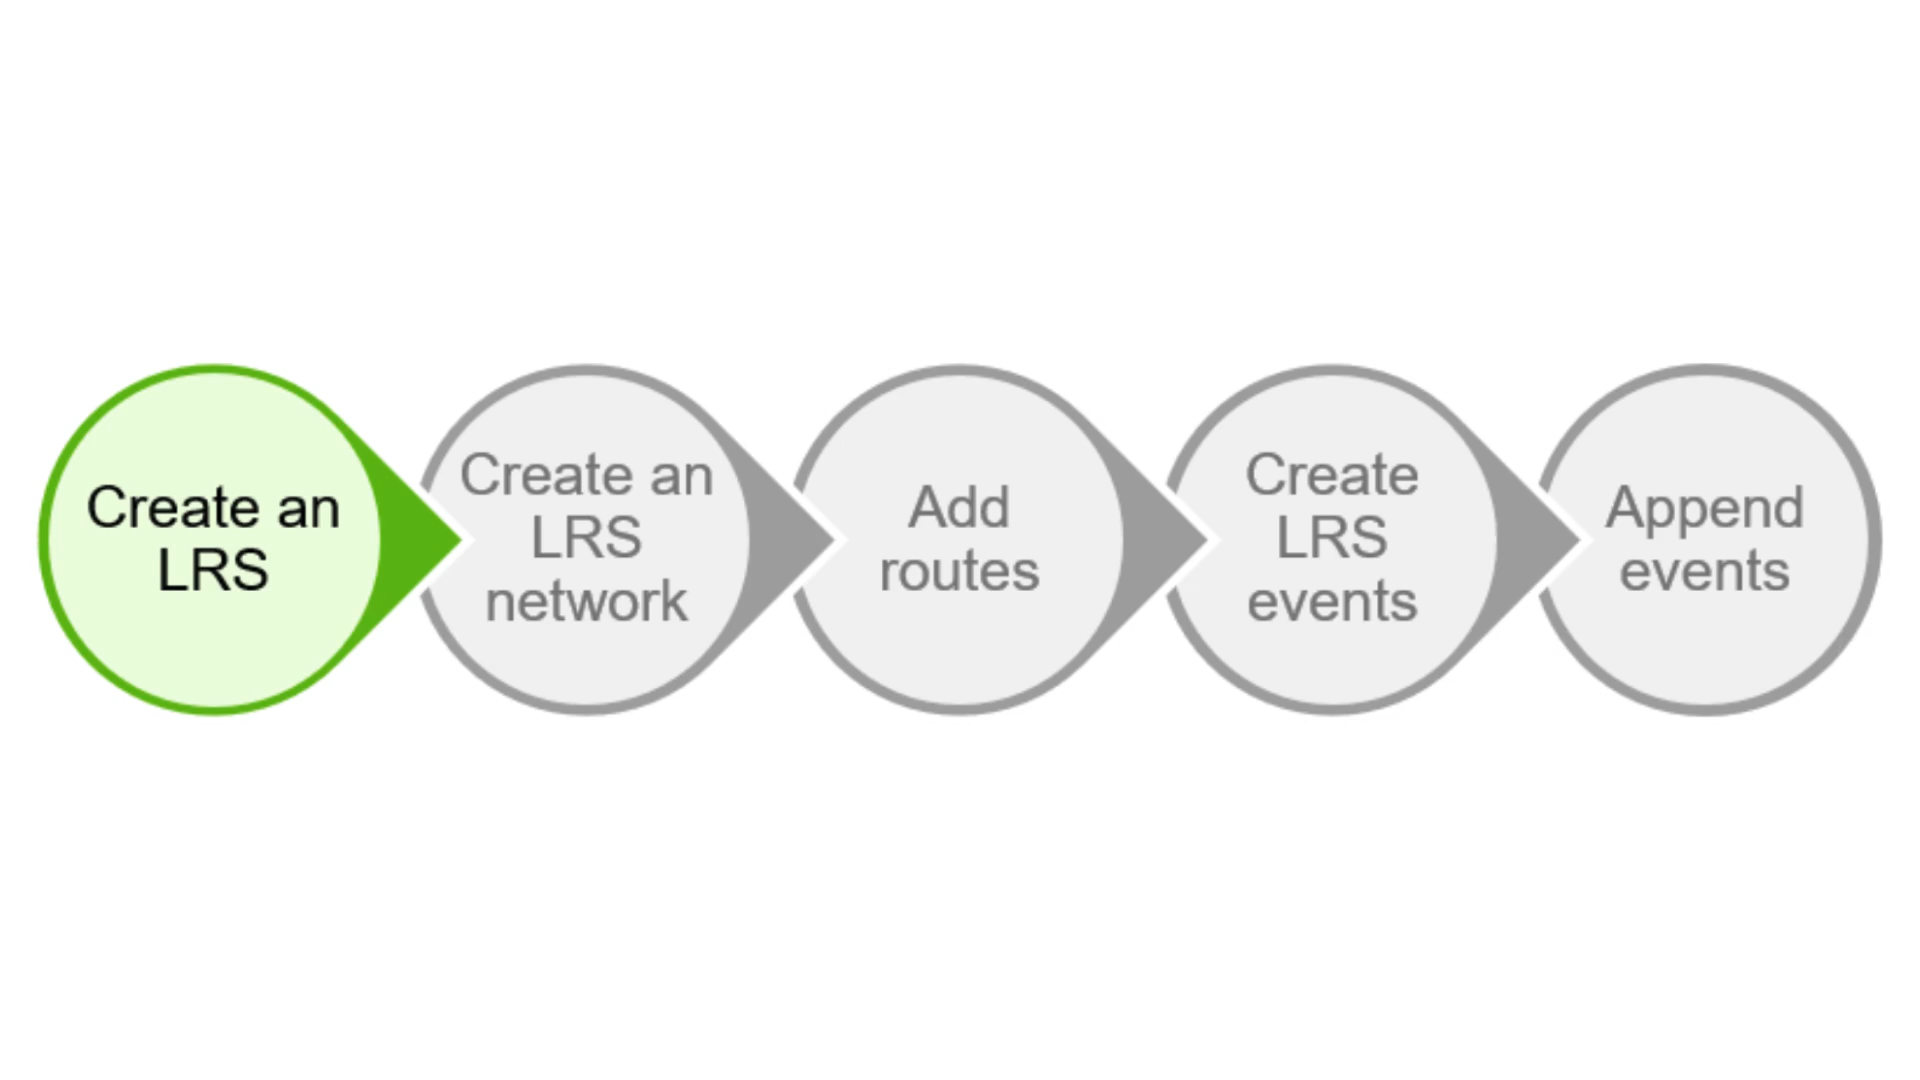 Create an
LRS
Create an
LRS
network
Add
routes
Create
LRS
events
Append
events